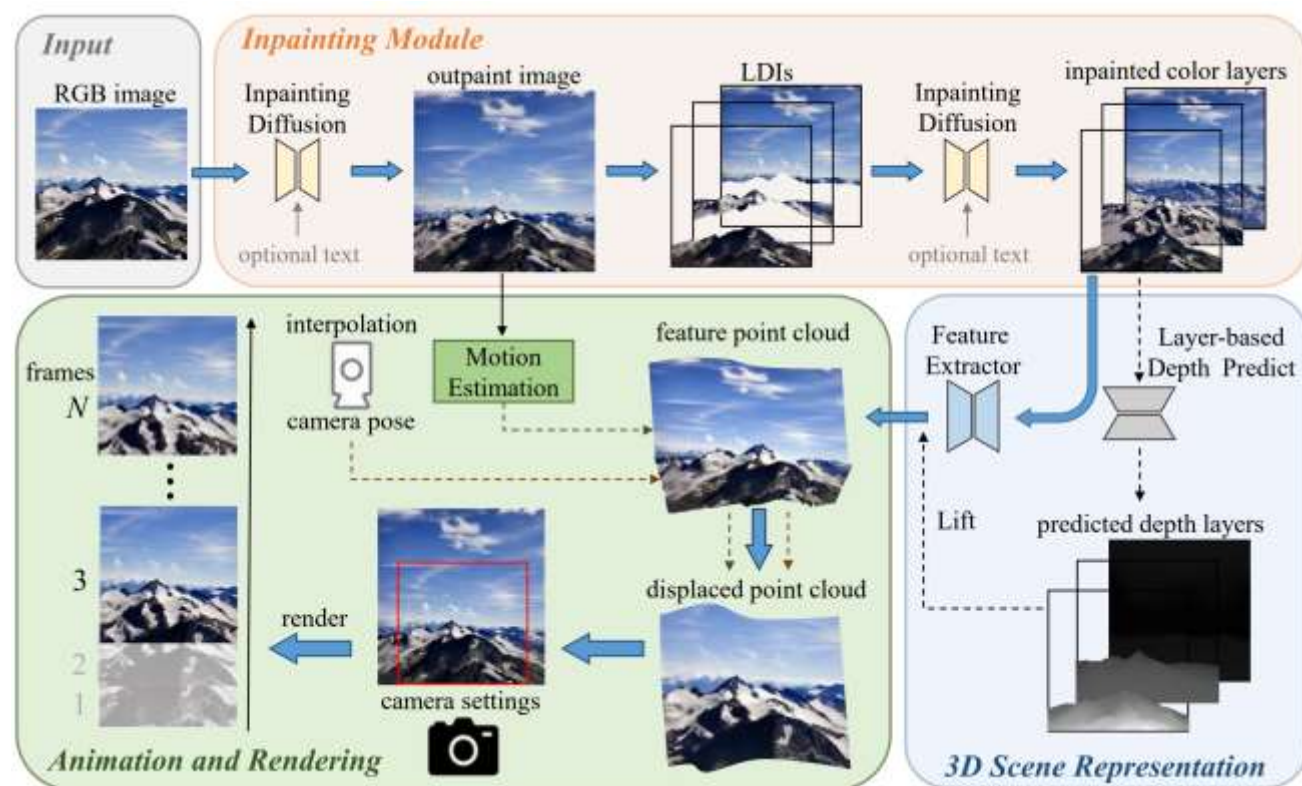 Input
RGB image
Inpainting Module
Inpainting
Diffusion
optional text
outpaint image
LDIs
Inpainting
Diffusion
optional text
inpainted color layers
frames
N
3
2
1
interpolation
camera pose
Motion
Estimation
feature point cloud
displaced point cloud
render
camera settings
Animation and Rendering
Feature
Extractor
Layer-based
Depth Predict
Lift
predicted depth layers
3D Scene Representation